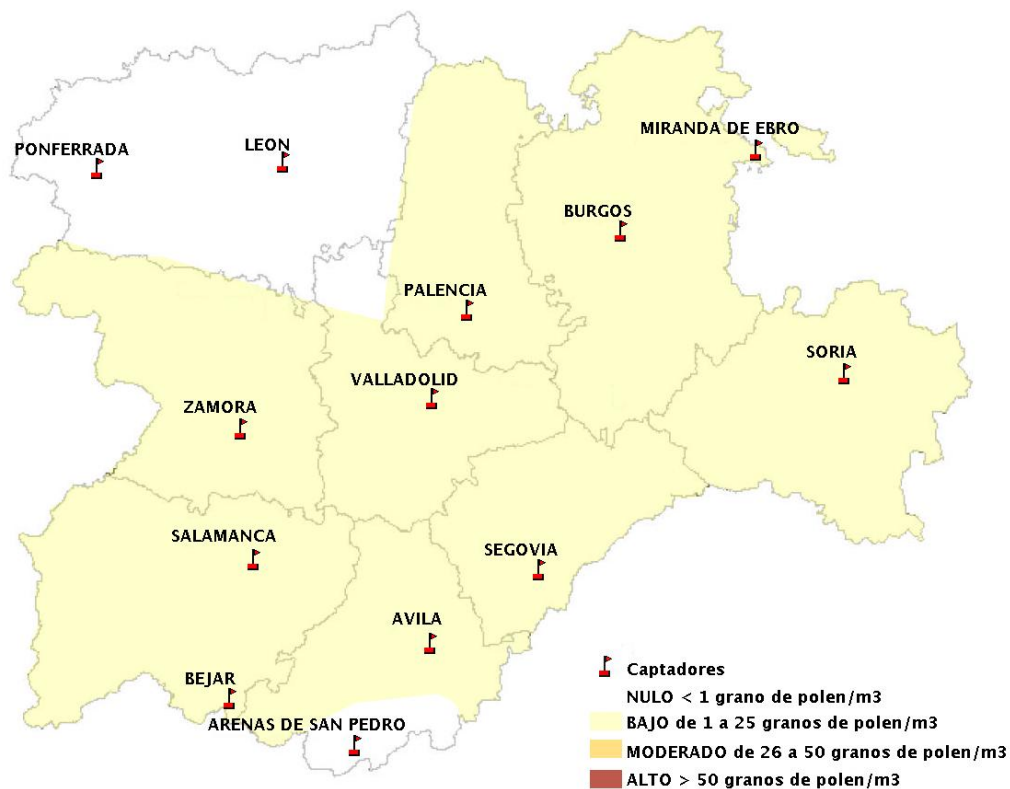 MIRANDA DE EBRO
PONFERRADA
LEON
BURGOS
PALENCIA
SORIA
VALLADOLID
ZAMORA
SALAMANCA
SEGOVIA
AVILA
BEJAR
ARENAS DE SAN PEDRO
Captadores
NULO < 1 grano de polen/m3
BAJO de 1 a 25 granos de polen/m3
MODERADO de 26 a 50 granos de polen/m3
ALTO > 50 granos de polen/m3